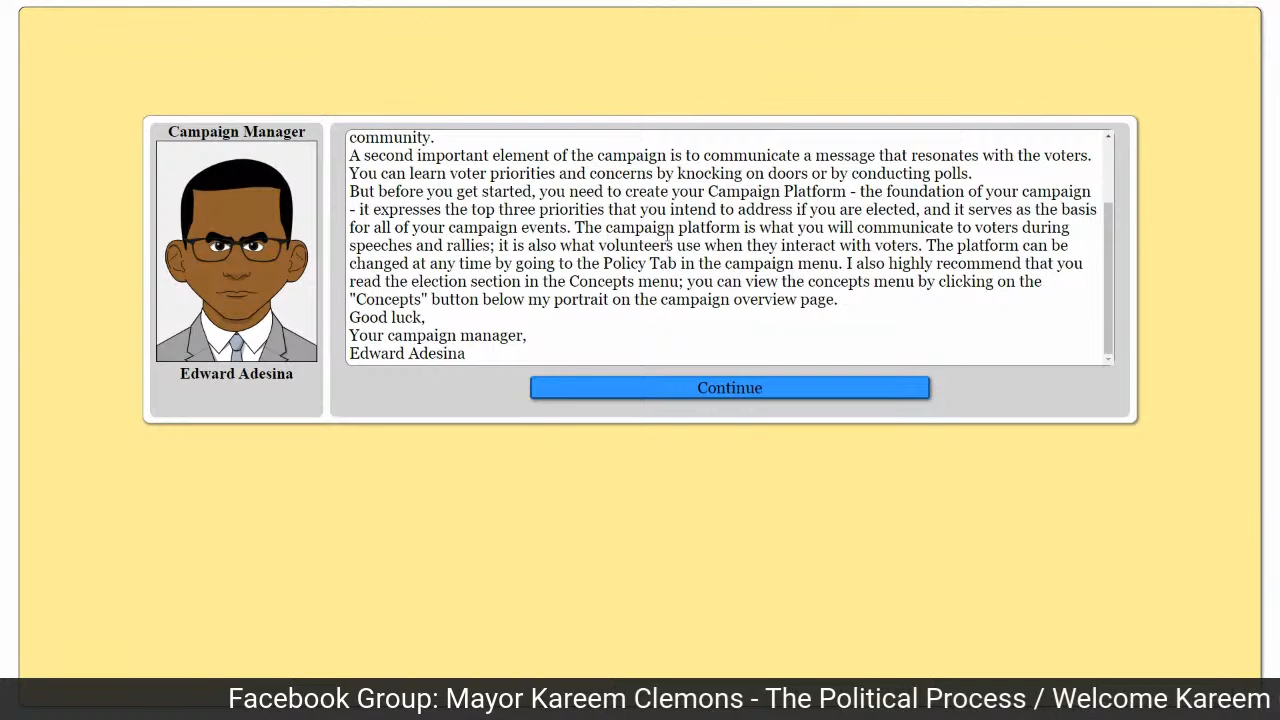 Campaign Manager
Edward Adesina
community.
A second important element of the campaign is to communicate a message that resonates with the voters.
You can learn voter priorities and concerns by knocking on doors or by conducting polls.
But before you get started, you need to create your Campaign Platform - the foundation of your campaign
- it expresses the top three priorities that you intend to address if you are elected, and it serves as the basis
for all of your campaign events. The campaign platform is what you will communicate to voters during
speeches and rallies; it is also what volunteers use when they interact with voters. The platform can be
changed at any time by going to the Policy Tab in the campaign menu. I also highly recommend that you
read the election section in the Concepts menu; you can view the concepts menu by clicking on the
"Concepts" button below my portrait on the campaign overview page.
Good luck,
Your campaign manager,
Edward Adesina
Continue
Facebook Group: Mayor Kareem Clemons - The Political Process / Welcome Kareem